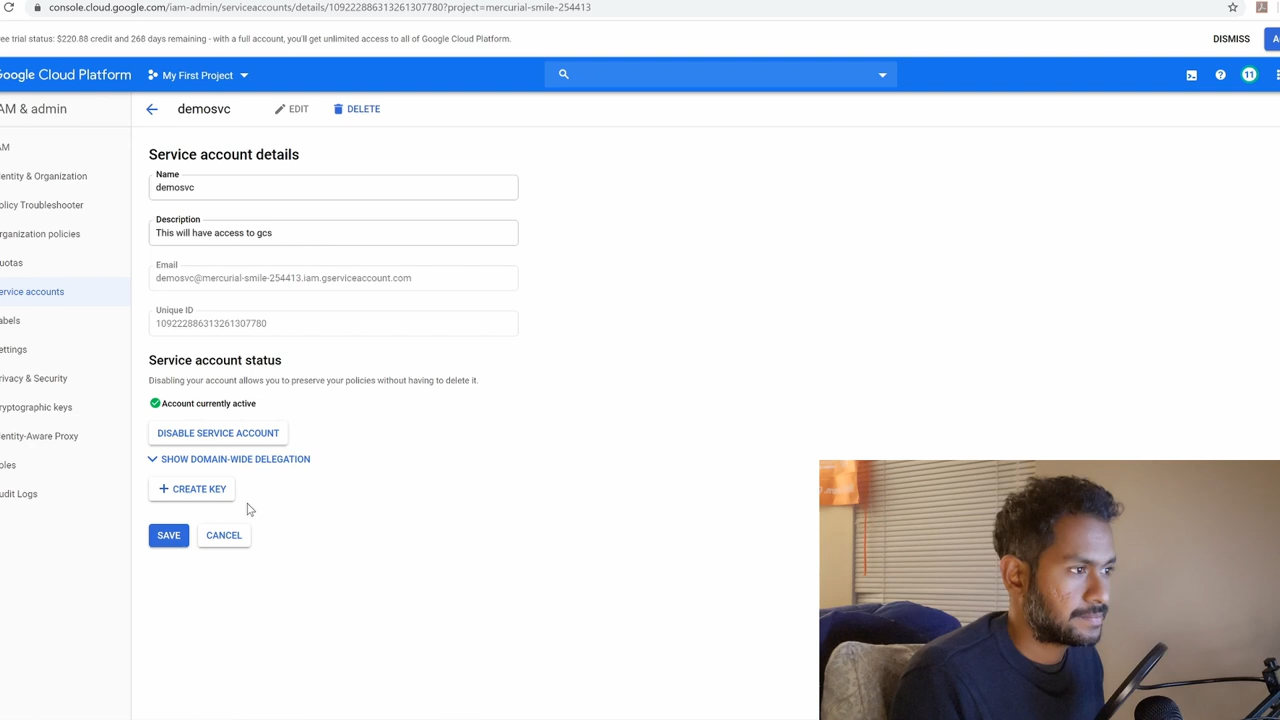 console.cloud.google.com/iam-admin/serviceaccounts/details/109222886313261307780?project=mercurial-smile-254413
ree trial status: $220.88 credit and 268 days remaining - with a full account, you'll get unlimited access to all of Google Cloud Platform.
DISMISS
A
Google Cloud Platform
My First Project
11
AM & admin
demosvc
EDIT
DELETE
AM
entity & Organization
olicy Troubleshooter
rganization policies
uotas
ervice accounts
abels
ettings
rivacy & Security
ryptographic keys
entity-Aware Proxy
oles
udit Logs
Service account details
Name
demosvc
Description
This will have access to gcs
Email
demosvc@mercurial-smile-254413.iam.gserviceaccount.com
Unique ID
109222886313261307780
Service account status
Disabling your account allows you to preserve your policies without having to delete it.
Account currently active
DISABLE SERVICE ACCOUNT
SHOW DOMAIN-WIDE DELEGATION
+ CREATE KEY
SAVE
CANCEL